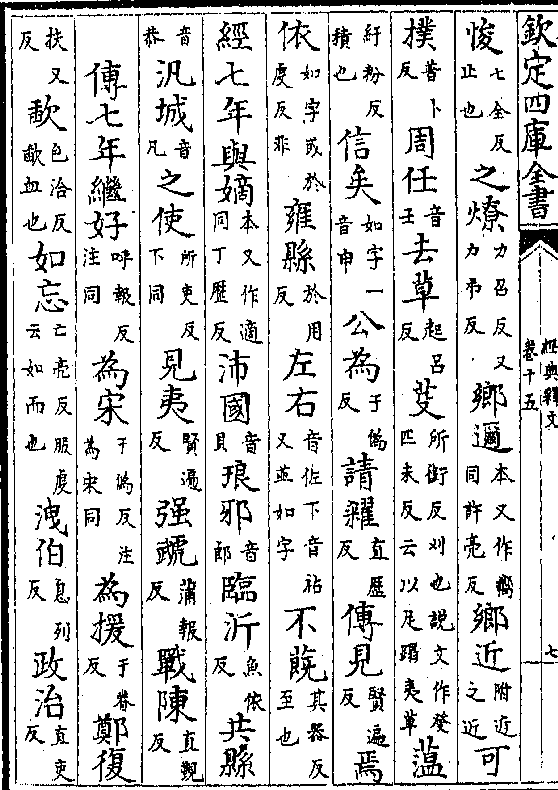 欽定四庫全書
經典釋文
卷十五
七
悛七全反止也之燎力召反又力弔反鄉邇本又作嚮同許亮反鄉近附近之近可
撲普卜反周任音壬去草起呂反芟所銜反刈也説文作癹匹末反云以足蹋夷草蕰
紆粉反積也信矣如字一音申公為于僞反請糴直歷反傳見賢遍反焉
依如字或於䖍反非雍縣於用反左右音佐下音祐又並如字不蔇其器反至也
經七年與嫡本又作適同丁歷反沛國音貝琅邪音郎臨沂魚依反共縣
音恭汎城音凡之使所吏反下同見夷賢遍反强虣蒲報反戰陳直覲反
傳七年繼好呼報反注同為宋于僞反注為宋同為援于眷反鄭復
扶又反歃色洽反歃血也如忘亡亮反服䖍云如而也洩伯息列反政治直吏反